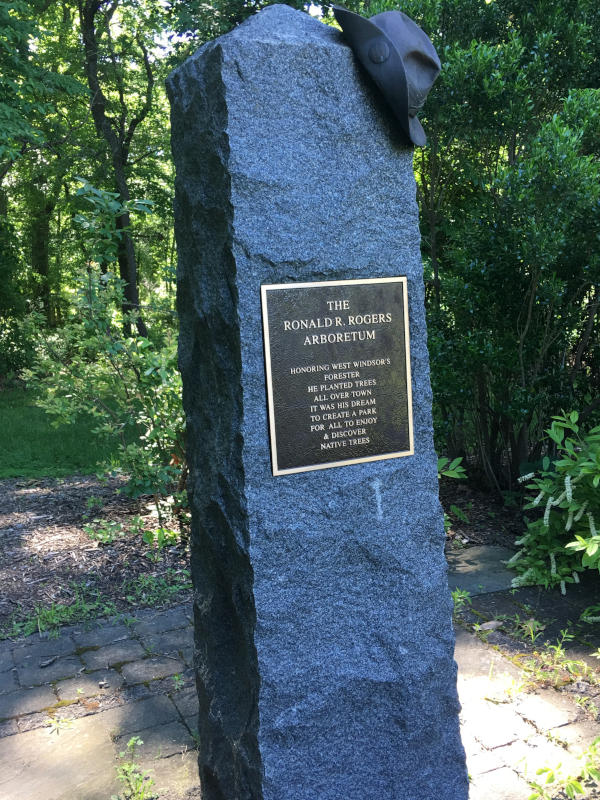 THE
RONALD R. ROGERS
ARBORETUM
HONORING WEST WINDSOR'S
FORESTER
HE PLANTED TREES
ALL OVER TOWN
IT WAS HIS DREAM
TO CREATE A PARK
FOR ALL TO ENJOY
& DISCOVER
NATIVE TREES